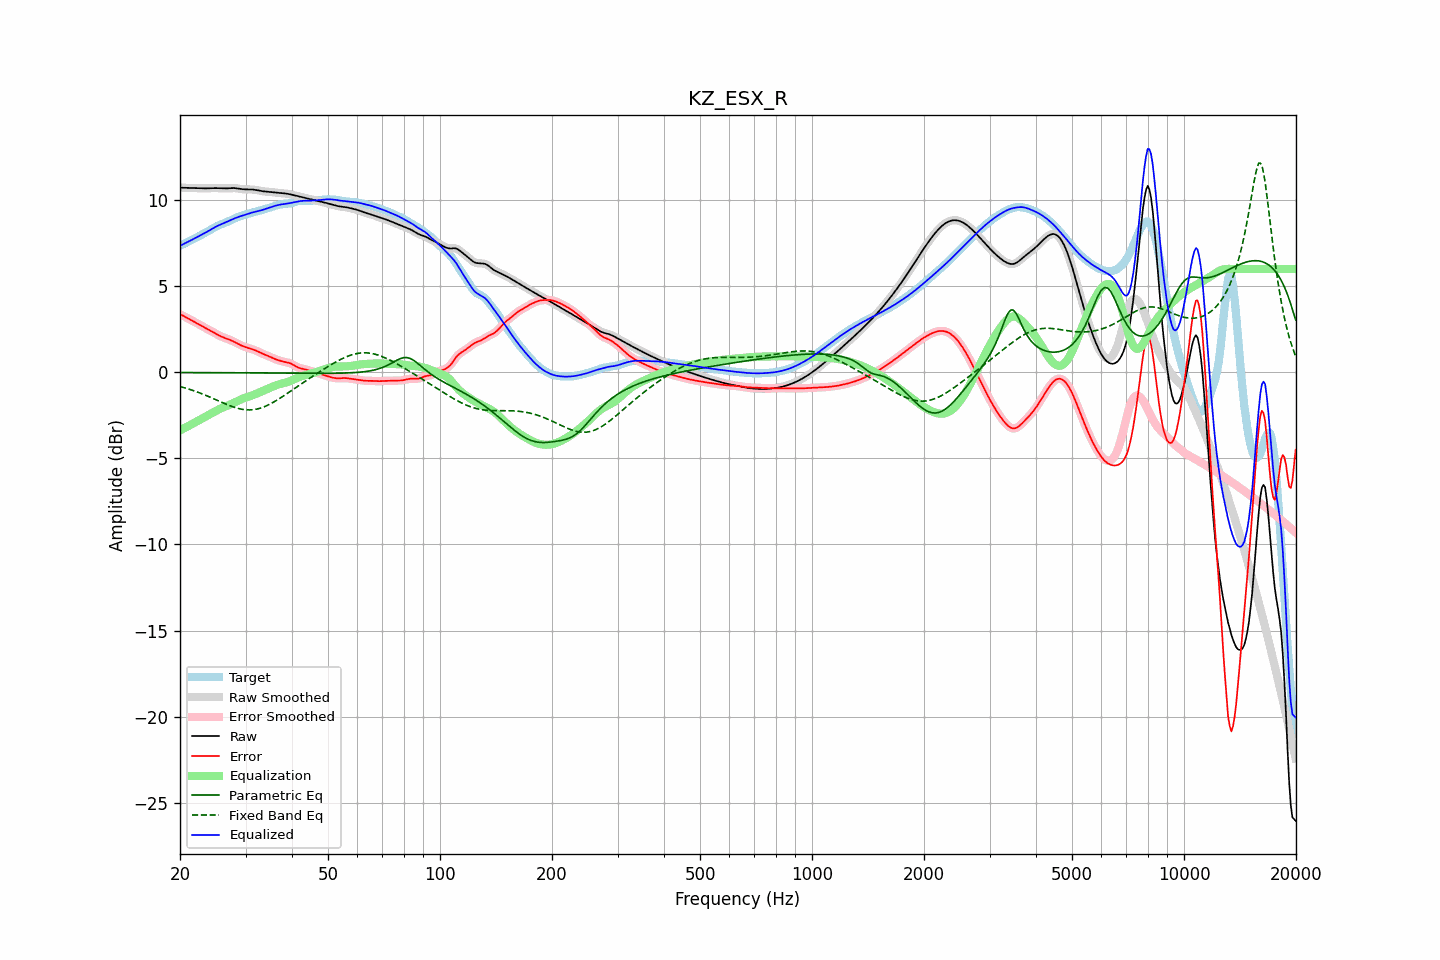 KZ_ESX_R
Amplitude (dBr)
10
5
0
−5
−10
−15
−20
−25
Target
Raw Smoothed
Error Smoothed
Raw
Error
Equalization
Parametric Eq
Fixed Band Eq
Equalized
20
50
100
200
500
1000
2000
5000
10000
20000
Frequency (Hz)